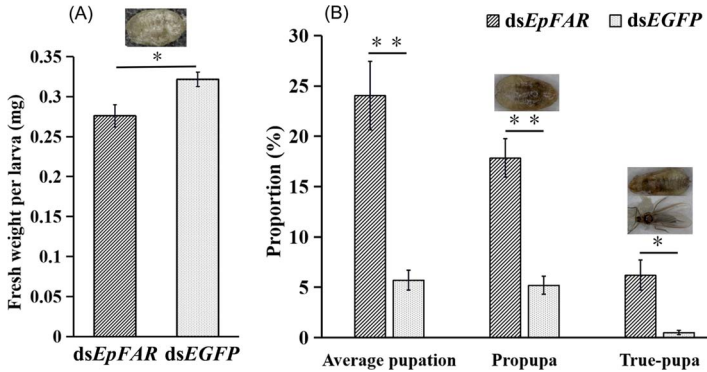 (A)
*
Fresh weight per larva (mg)
0.35
0.3
0.25
0.2
0.15
0.1
0.05
0
dsEpFAR dsEGFP
(B)
dsEpFAR dsEGFP
Proportion (%)
30
25
20
15
10
5
0
* *
* *
*
Average pupation Propupa True-pupa